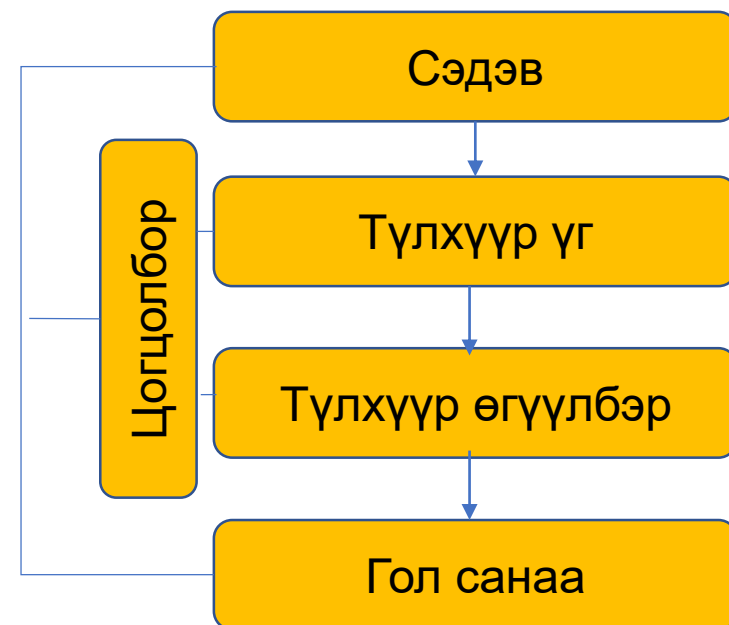 Сэдэв
Цогцолбор
Түлхүүр үг
Түлхүүр өгүүлбэр
Гол санаа